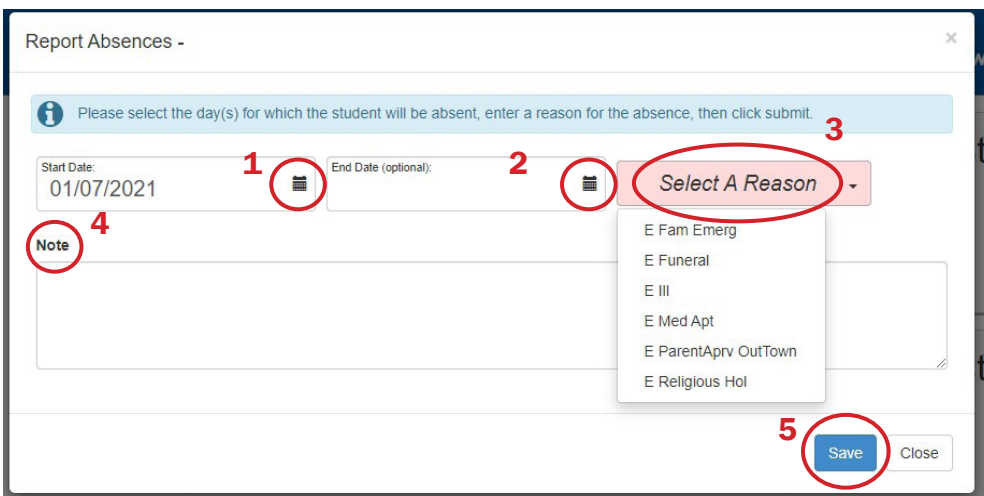 Report Absences -
×
Please select the day(s) for which the student will be absent, enter a reason for the absence, then click submit.
3
Start Date:
01/07/2021
1
End Date (optional):
2
Select A Reason
4
Note
E Fam Emerg
E Funeral
E Ill
E Med Apt
E ParentAprv OutTown
E Religious Hol
5
Save
Close